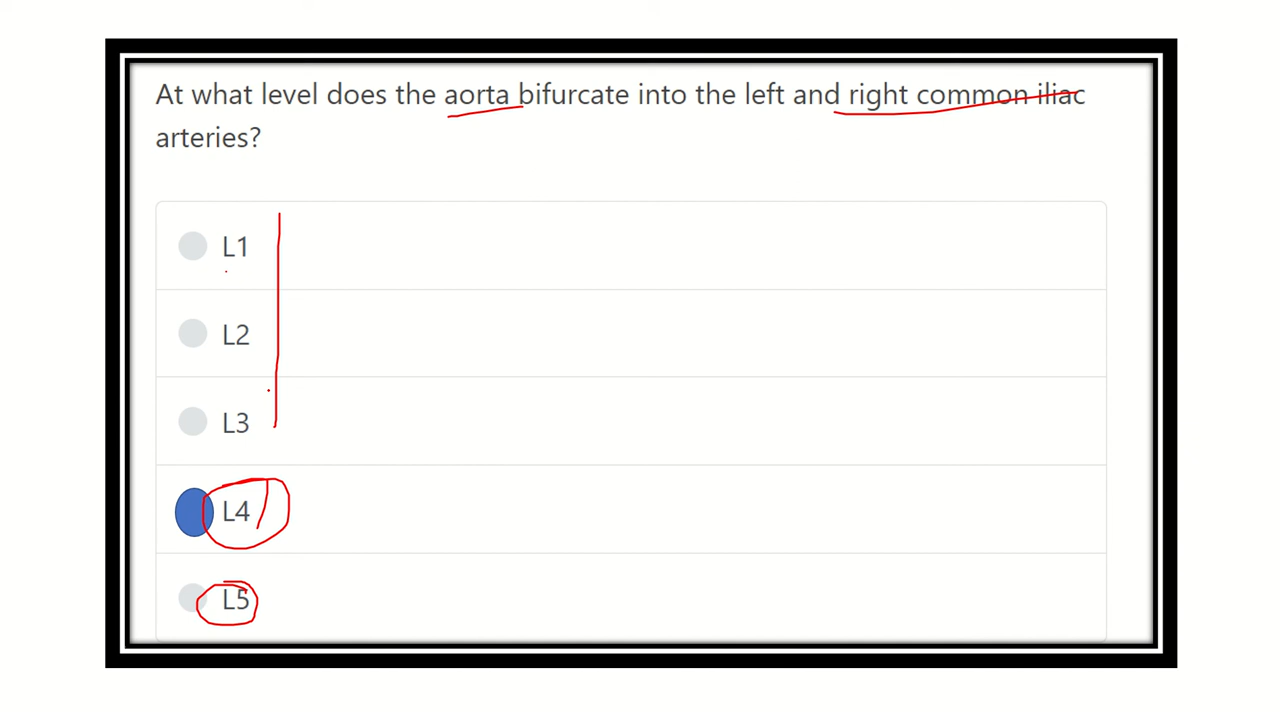 At what level does the aorta bifurcate into the left and right common iliac
arteries?
L1
L2
L3
L4
L5